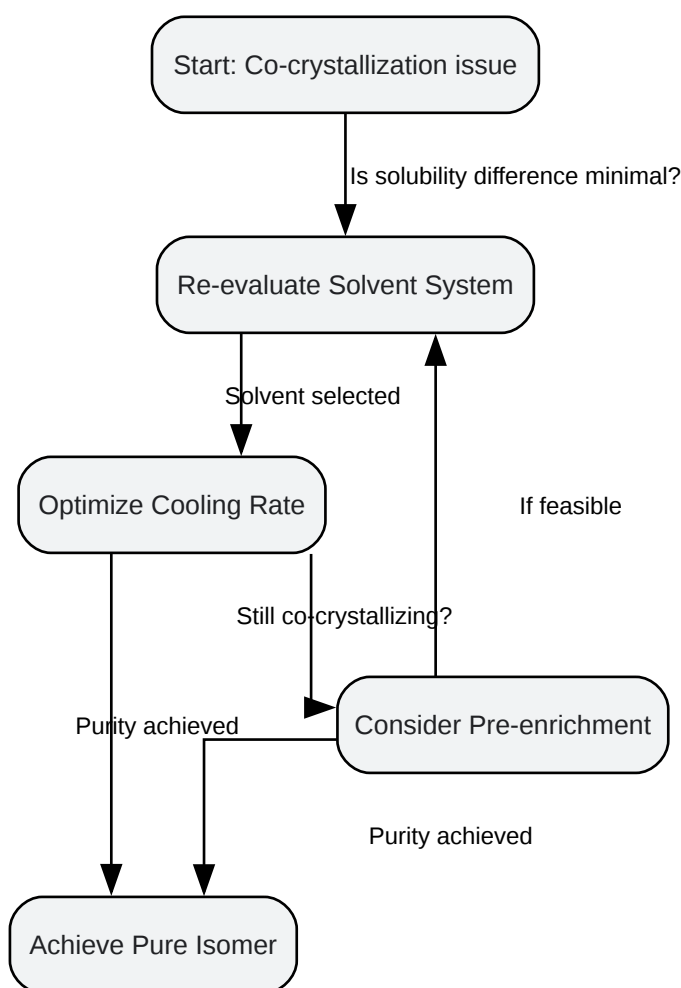 Start: Co-crystallization issue
Is solubility difference minimal?
Re-evaluate Solvent System
Solvent selected
Optimize Cooling Rate
If feasible
Still co-crystallizing?
Consider Pre-enrichment
Purity achieved
Purity achieved
Achieve Pure Isomer